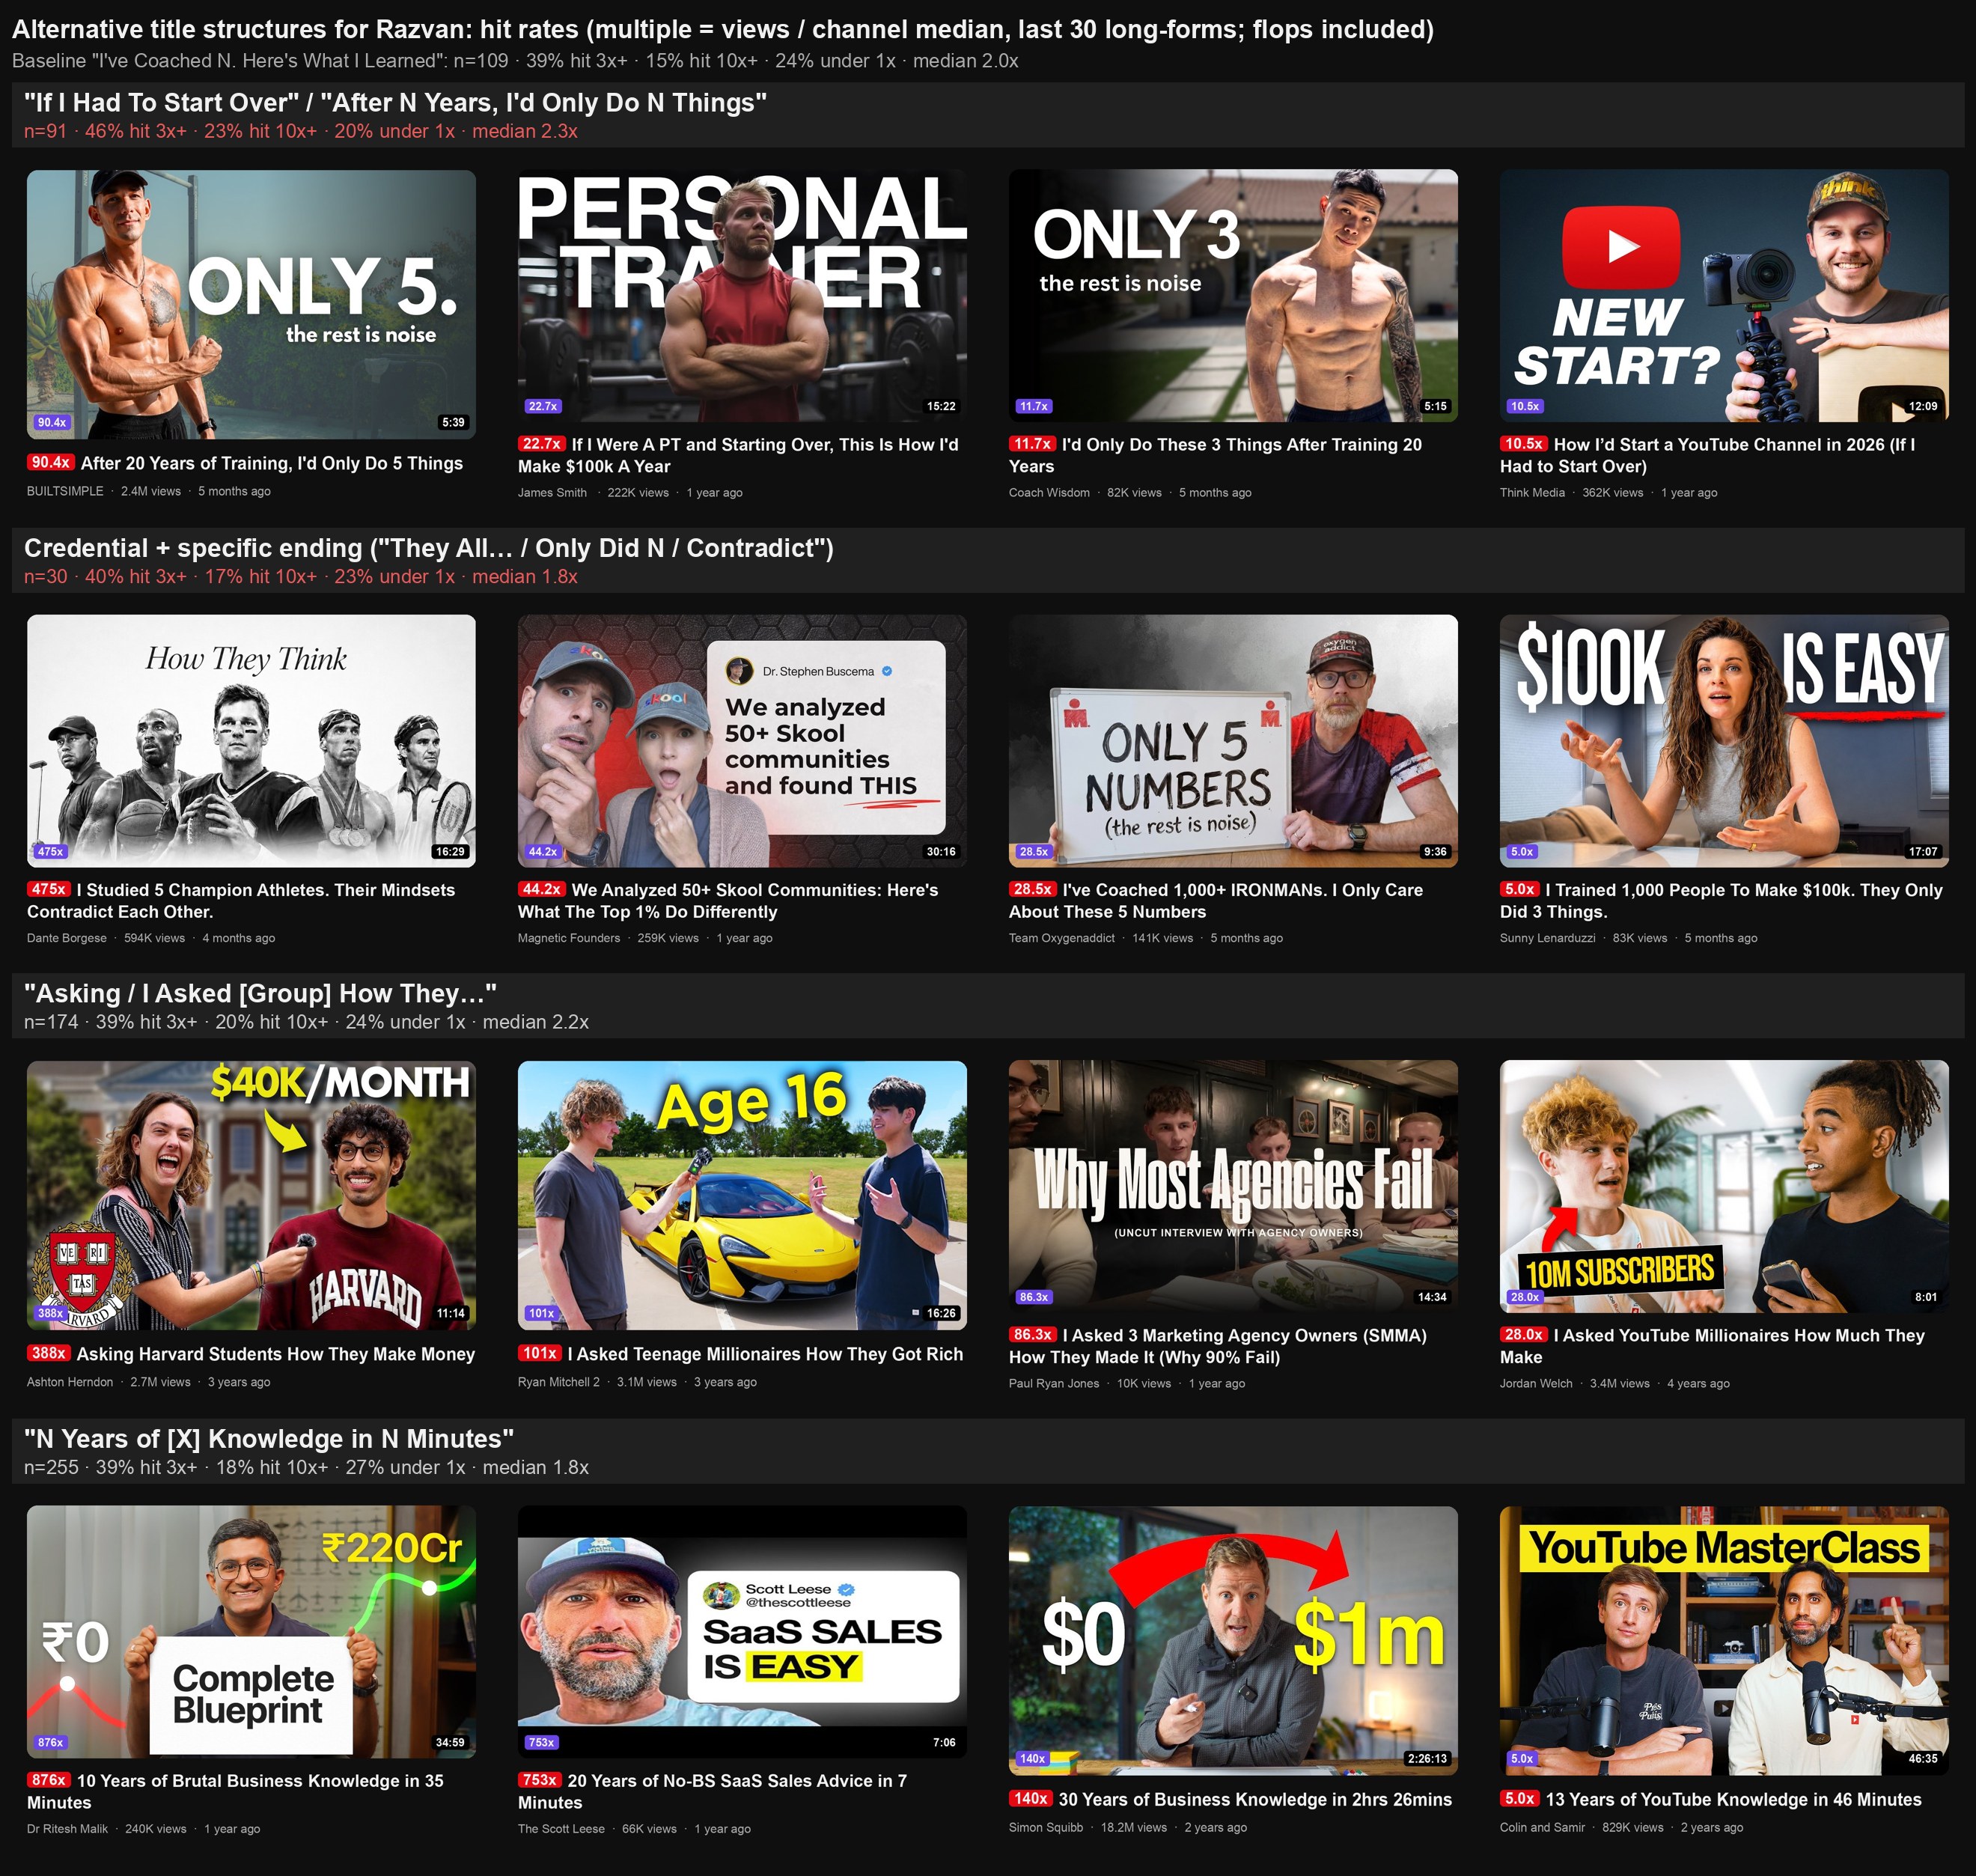 Alternative title structures for Razvan: hit rates (multiple = views / channel median, last 30 long-forms; flops included)
Baseline "I've Coached N. Here's What I Learned": n=109 · 39% hit 3x+ · 15% hit 10x+ · 24% under 1x · median 2.0x
"If I Had To Start Over" / "After N Years, I'd Only Do N Things"
n=91 · 46% hit 3x+ · 23% hit 10x+ · 20% under 1x · median 2.3x
ONLY 5.
the rest is noise
90.4x
5:39
90.4x After 20 Years of Training, I'd Only Do 5 Things
BUILTSIMPLE · 2.4M views · 5 months ago
PERSONAL
TRAINER
22.7x
15:22
22.7x If I Were A PT and Starting Over, This Is How I'd
Make $100k A Year
James Smith · 222K views · 1 year ago
ONLY 3
the rest is noise
11.7x
5:15
11.7x I'd Only Do These 3 Things After Training 20
Years
Coach Wisdom · 82K views · 5 months ago
think
NEW
START?
10.5x
12:09
10.5x How I'd Start a YouTube Channel in 2026 (If I
Had to Start Over)
Think Media · 362K views · 1 year ago
Credential + specific ending ("They All… / Only Did N / Contradict")
n=30 · 40% hit 3x+ · 17% hit 10x+ · 23% under 1x · median 1.8x
How They Think
475x
16:29
475x I Studied 5 Champion Athletes. Their Mindsets
Contradict Each Other.
Dante Borgese · 594K views · 4 months ago
skool
skool
Dr. Stephen Buscema
We analyzed
50+ Skool
communities
and found THIS
44.2x
30:16
44.2x We Analyzed 50+ Skool Communities: Here's
What The Top 1% Do Differently
Magnetic Founders · 259K views · 1 year ago
oxygen
addict
ONLY 5
NUMBERS
(the rest is noise)
28.5x
9:36
28.5x I've Coached 1,000+ IRONMANs. I Only Care
About These 5 Numbers
Team Oxygenaddict · 141K views · 5 months ago
$100K IS EASY
5.0x
17:07
5.0x I Trained 1,000 People To Make $100k. They Only
Did 3 Things.
Sunny Lenarduzzi · 83K views · 5 months ago
"Asking / I Asked [Group] How They…"
n=174 · 39% hit 3x+ · 20% hit 10x+ · 24% under 1x · median 2.2x
$40K/MONTH
VE RI
TAS
HARVARD
HARVARD
388x
11:14
388x Asking Harvard Students How They Make Money
Ashton Herndon · 2.7M views · 3 years ago
Age 16
101x
16:26
101x I Asked Teenage Millionaires How They Got Rich
Ryan Mitchell 2 · 3.1M views · 3 years ago
Why Most Agencies Fail
(UNCUT INTERVIEW WITH AGENCY OWNERS)
86.3x
14:34
86.3x I Asked 3 Marketing Agency Owners (SMMA)
How They Made It (Why 90% Fail)
Paul Ryan Jones · 10K views · 1 year ago
10M SUBSCRIBERS
28.0x
8:01
28.0x I Asked YouTube Millionaires How Much They
Make
Jordan Welch · 3.4M views · 4 years ago
"N Years of [X] Knowledge in N Minutes"
n=255 · 39% hit 3x+ · 18% hit 10x+ · 27% under 1x · median 1.8x
₹220Cr
₹0
Complete
Blueprint
876x
34:59
876x 10 Years of Brutal Business Knowledge in 35
Minutes
Dr Ritesh Malik · 240K views · 1 year ago
Scott Leese
@thescottleese
SaaS SALES
IS EASY
753x
7:06
753x 20 Years of No-BS SaaS Sales Advice in 7
Minutes
The Scott Leese · 66K views · 1 year ago
$0
$1m
140x
2:26:13
140x 30 Years of Business Knowledge in 2hrs 26mins
Simon Squibb · 18.2M views · 2 years ago
YouTube MasterClass
5.0x
46:35
5.0x 13 Years of YouTube Knowledge in 46 Minutes
Colin and Samir · 829K views · 2 years ago